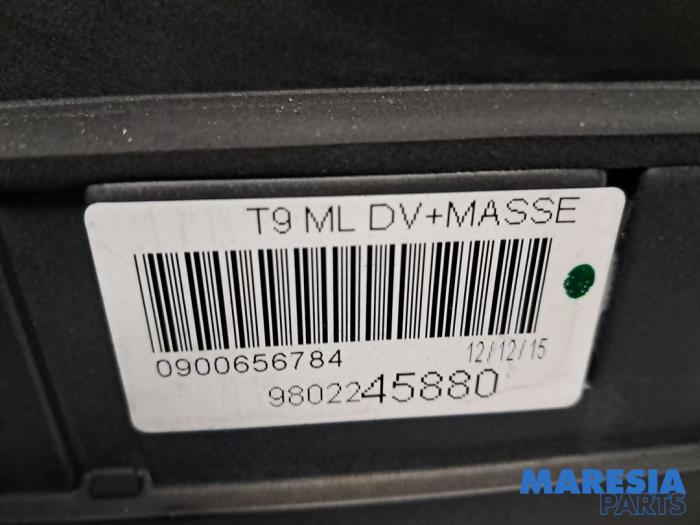 T9 ML DV+MASSE
0900656784
12/12/15
9802245880
MARESIA
PARTS